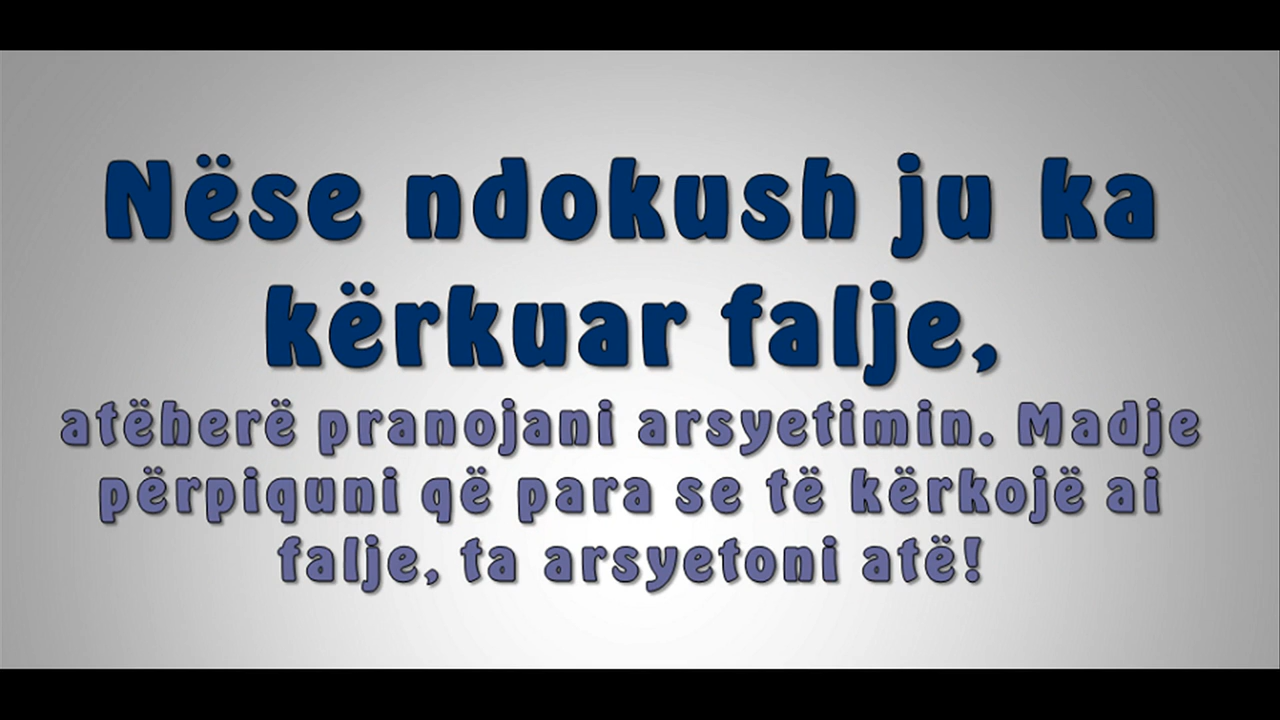 Nëse ndokush ju ka
kërkuar falje,
atëherë pranojani arsyetimin. Madje
përpiquni që para se të kërkojë ai
falje, ta arsyetoni atë!